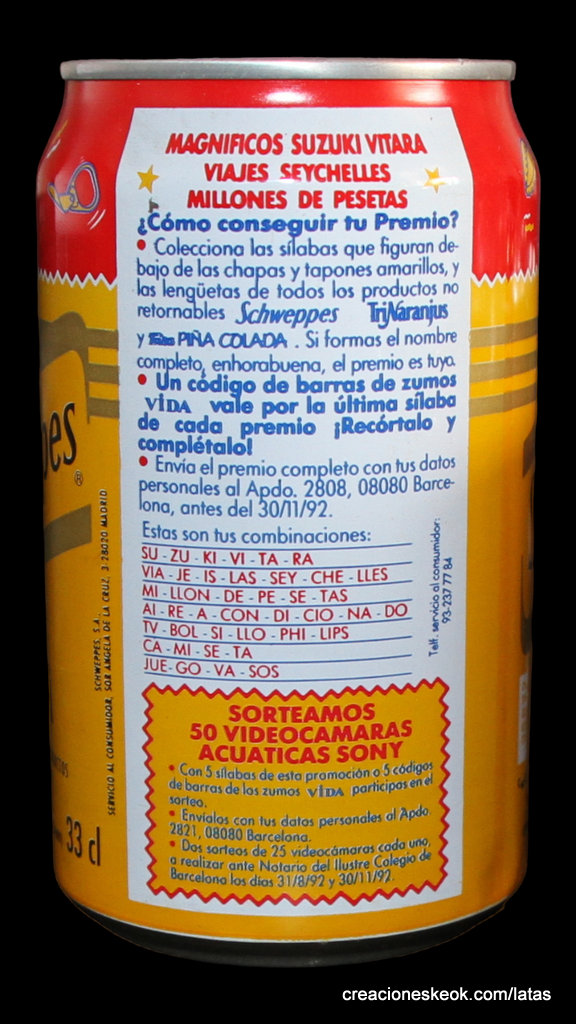 MAGNIFICOS SUZUKI VITARA
VIAJES SEYCHELLES
MILLONES DE PESETAS
¿Cómo conseguir tu Premio?
• Colecciona las sílabas que figuran de-
bajo de las chapas y tapones amarillos, y
las lengüetas de todos los productos no
retornables Schweppes TriNaranjus
y PIÑA COLADA. Si formas el nombre
completo, enhorabuena, el premio es tuyo.
• Un código de barras de zumos
VIDA vale por la última sílaba
de cada premio ¡Recórtalo y
complétalo!
• Envía el premio completo con tus datos
personales al Apdo. 2808, 08080 Barce-
lona, antes del 30/11/92.
Estas son tus combinaciones:
SU - ZU - KI - VI - TA - RA
VIA - JE - IS - LAS - SEY - CHE - LLES
MI - LLON - DE - PE - SE - TAS
AI - RE - A - CON - DI - CIO - NA - DO
TV - BOL - SI - LLO - PHI - LIPS
CA - MI - SE - TA
JUE - GO - VA - SOS
Telf. servicio al consumidor:
93-237 77 84
SORTEAMOS
50 VIDEOCAMARAS
ACUATICAS SONY
• Con 5 sílabas de esta promoción o 5 códigos
de barras de los zumos VIDA participas en el
sorteo.
• Envíalos con tus datos personales al Apdo.
2821, 08080 Barcelona.
• Dos sorteos de 25 videocámaras cada uno,
a realizar ante Notario del Ilustre Colegio de
Barcelona los días 31/8/92 y 30/11/92.
pes®
SCHWEPPES, S.A.
SERVICIO AL CONSUMIDOR, SOR ANGELA DE LA CRUZ, 3-28020 MADRID
33 cl
creacioneskeok.com/latas